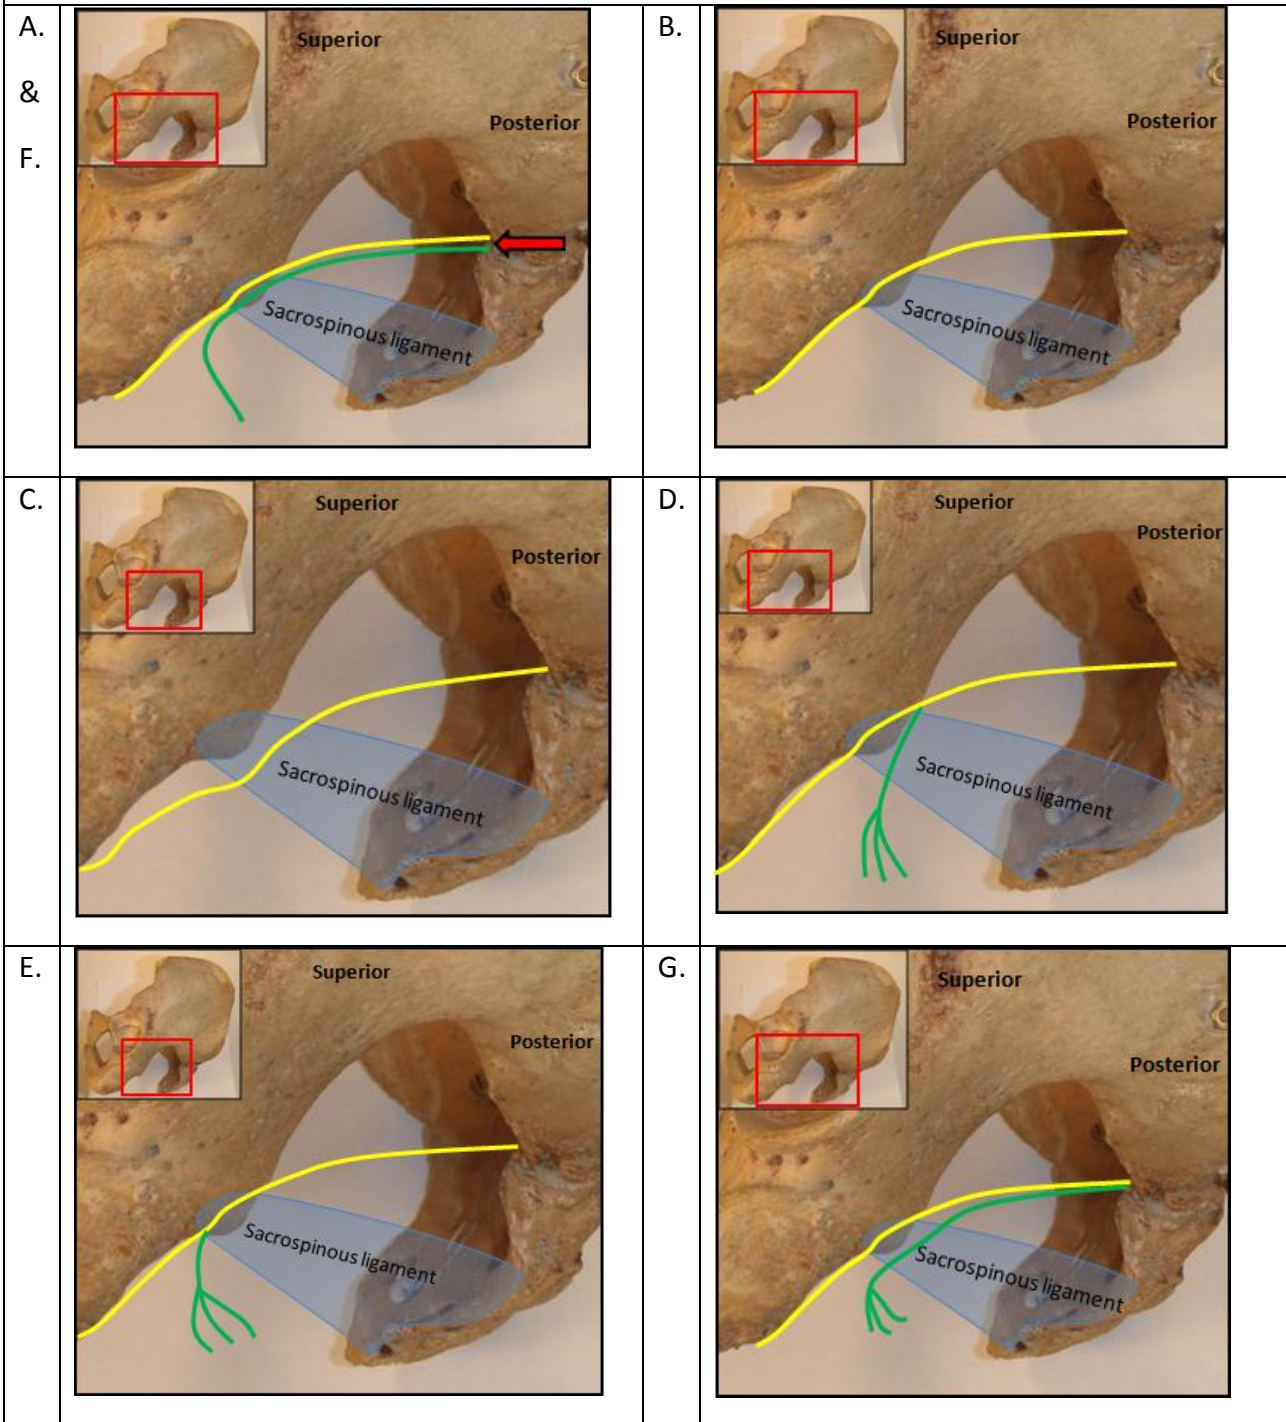 A.
&
F.
Superior
Posterior
Sacrospinous ligament
B.
Superior
Posterior
Sacrospinous ligament
C.
Superior
Posterior
Sacrospinous ligament
D.
Superior
Posterior
Sacrospinous ligament
E.
Superior
Posterior
Sacrospinous ligament
G.
Superior
Posterior
Sacrospinous ligament